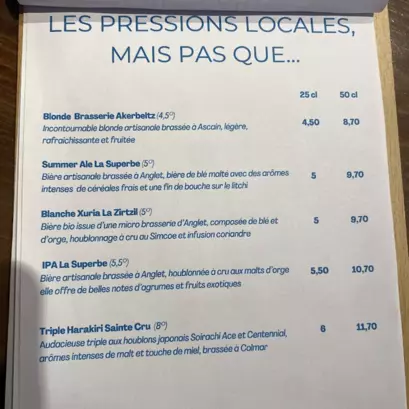 LES PRESSIONS LOCALES,
MAIS PAS QUE...
25 cl 50 cl
Blonde Brasserie Akerbeltz (4,5°)
Incontournable blonde artisanale brassée à Ascain, légère, 4,50 8,70
rafraichissante et fruitée
Summer Ale La Superbe (5°)
Bière artisanale brassée à Anglet, bière de blé malté avec des arômes 5 9,70
intenses de céréales frais et une fin de bouche sur le litchi
Blanche Xuria La Zirtzil (5°)
Bière bio issue d'une micro brasserie d'Anglet, composée de blé et 5 9,70
d'orge, houblonnage à cru au Simcoe et infusion coriandre
IPA La Superbe (5,5°)
Bière artisanale brassée à Anglet, houblonnée à cru aux malts d'orge 5,50 10,70
elle offre de belles notes d'agrumes et fruits exotiques
Triple Harakiri Sainte Cru (8°)
Audacieuse triple aux houblons japonais Soirachi Ace et Centennial, 6 11,70
arômes intenses de malt et touche de miel, brassée à Colmar